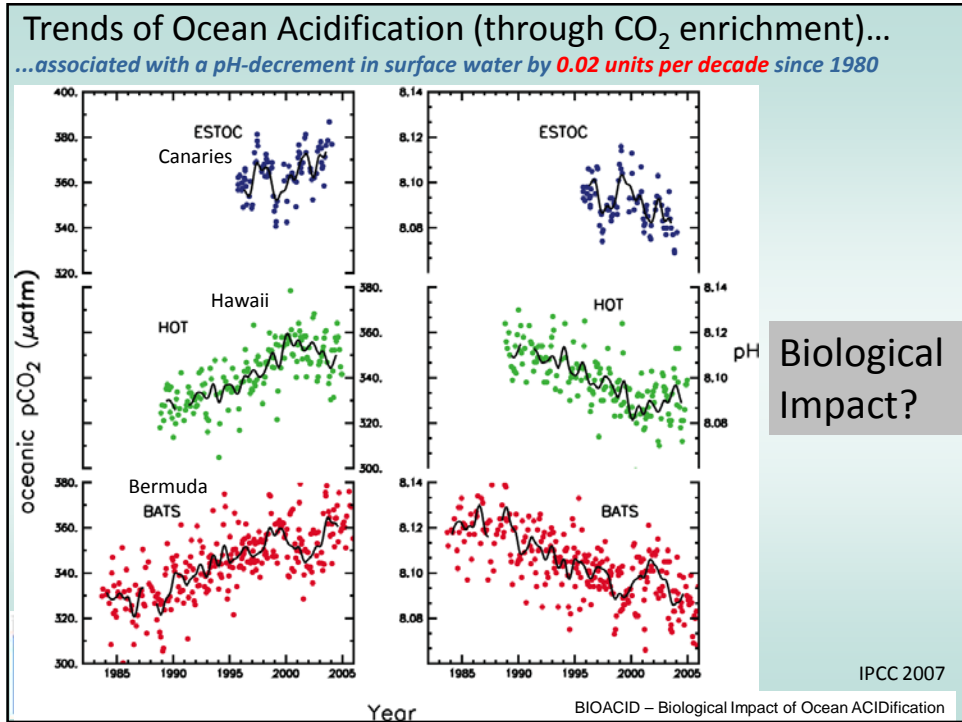 Trends of Ocean Acidification (through CO₂ enrichment)…
...associated with a pH-decrement in surface water by 0.02 units per decade since 1980
oceanic pCO₂ (μatm)
400.
380.
360.
340.
320.
ESTOC
Canaries
8.14
8.12
8.10
8.08
ESTOC
Hawaii
HOT
380.
360.
340.
320.
300.
HOT
8.14
8.12
8.10
8.08
pH
Biological
Impact?
Bermuda
BATS
380.
360.
340.
320.
300.
1985 1990 1995 2000 2005
BATS
8.14
8.12
8.10
8.08
1985 1990 1995 2000 2005
Year
IPCC 2007
BIOACID – Biological Impact of Ocean ACIDification